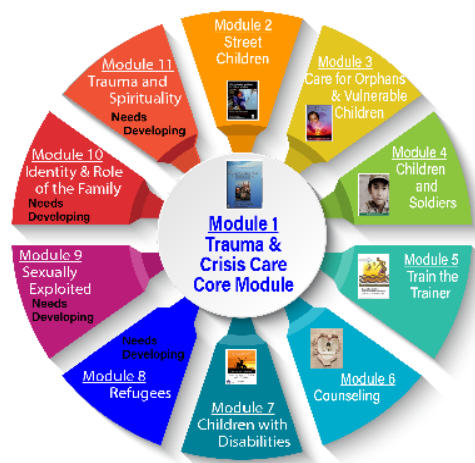 Module 1
Trauma &
Crisis Care
Core Module
Module 2
Street
Children
Module 3
Care for Orphans
& Vulnerable
Children
Module 4
Children
and
Soldiers
Module 5
Train the
Trainer
Module 6
Counseling
Module 7
Children with
Disabilities
Needs
Developing
Module 8
Refugees
Module 9
Sexually
Exploited
Needs
Developing
Module 10
Identity & Role
of the Family
Needs
Developing
Module 11
Trauma and
Spirituality
Needs
Developing